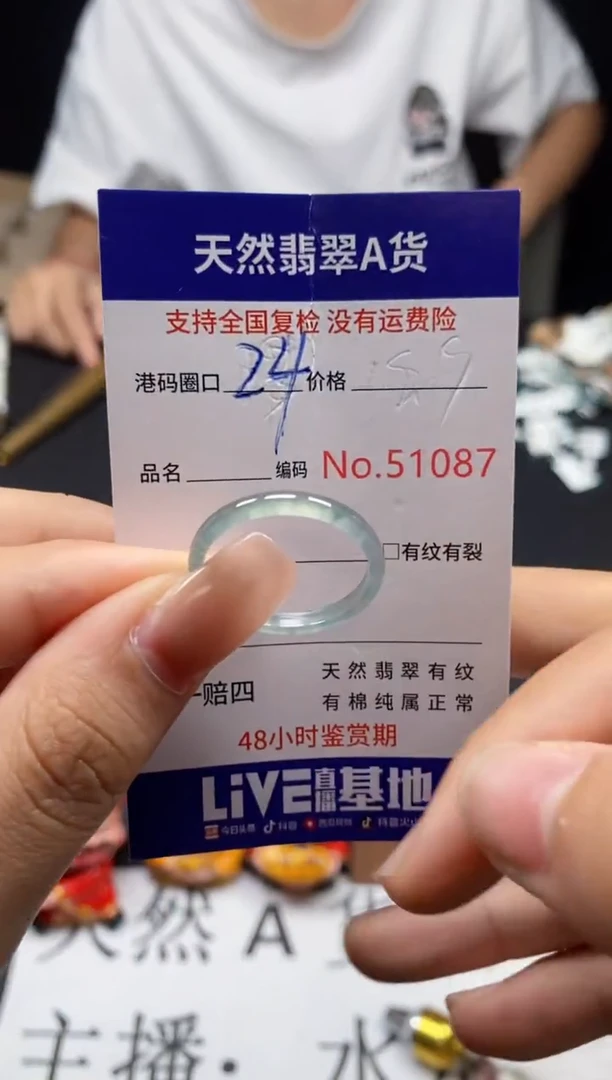 天然翡翠A货
支持全国复检 没有运费险
港码圈口 24 价格
品名 编码 No.51087
□有纹有裂
一赔四
天然翡翠有纹
有棉纯属正常
48小时鉴赏期
LiVE直播基地
今日头条 抖音 西瓜视频 抖音火山
天然A货
主播：水